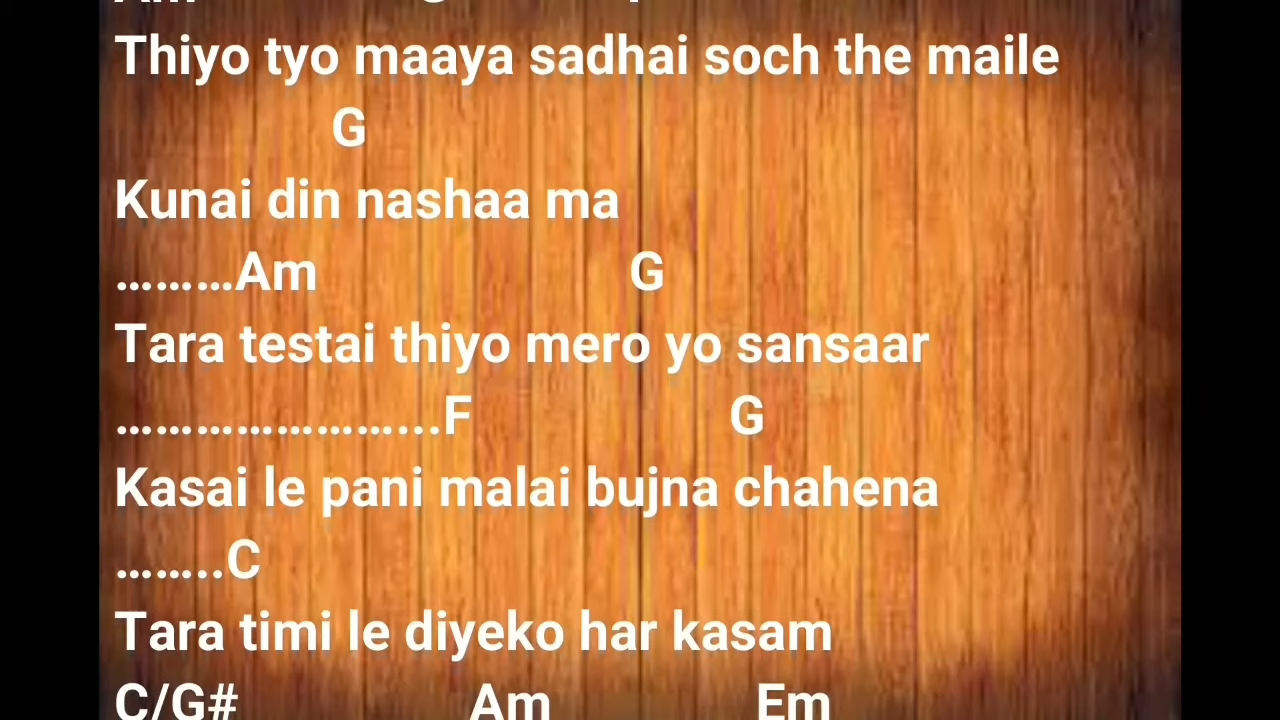 Thiyo tyo maaya sadhai soch the maile
G
Kunai din nashaa ma
………Am G
Tara testai thiyo mero yo sansaar
…………………...F G
Kasai le pani malai bujna chahena
……..C
Tara timi le diyeko har kasam
C/G# Am Em